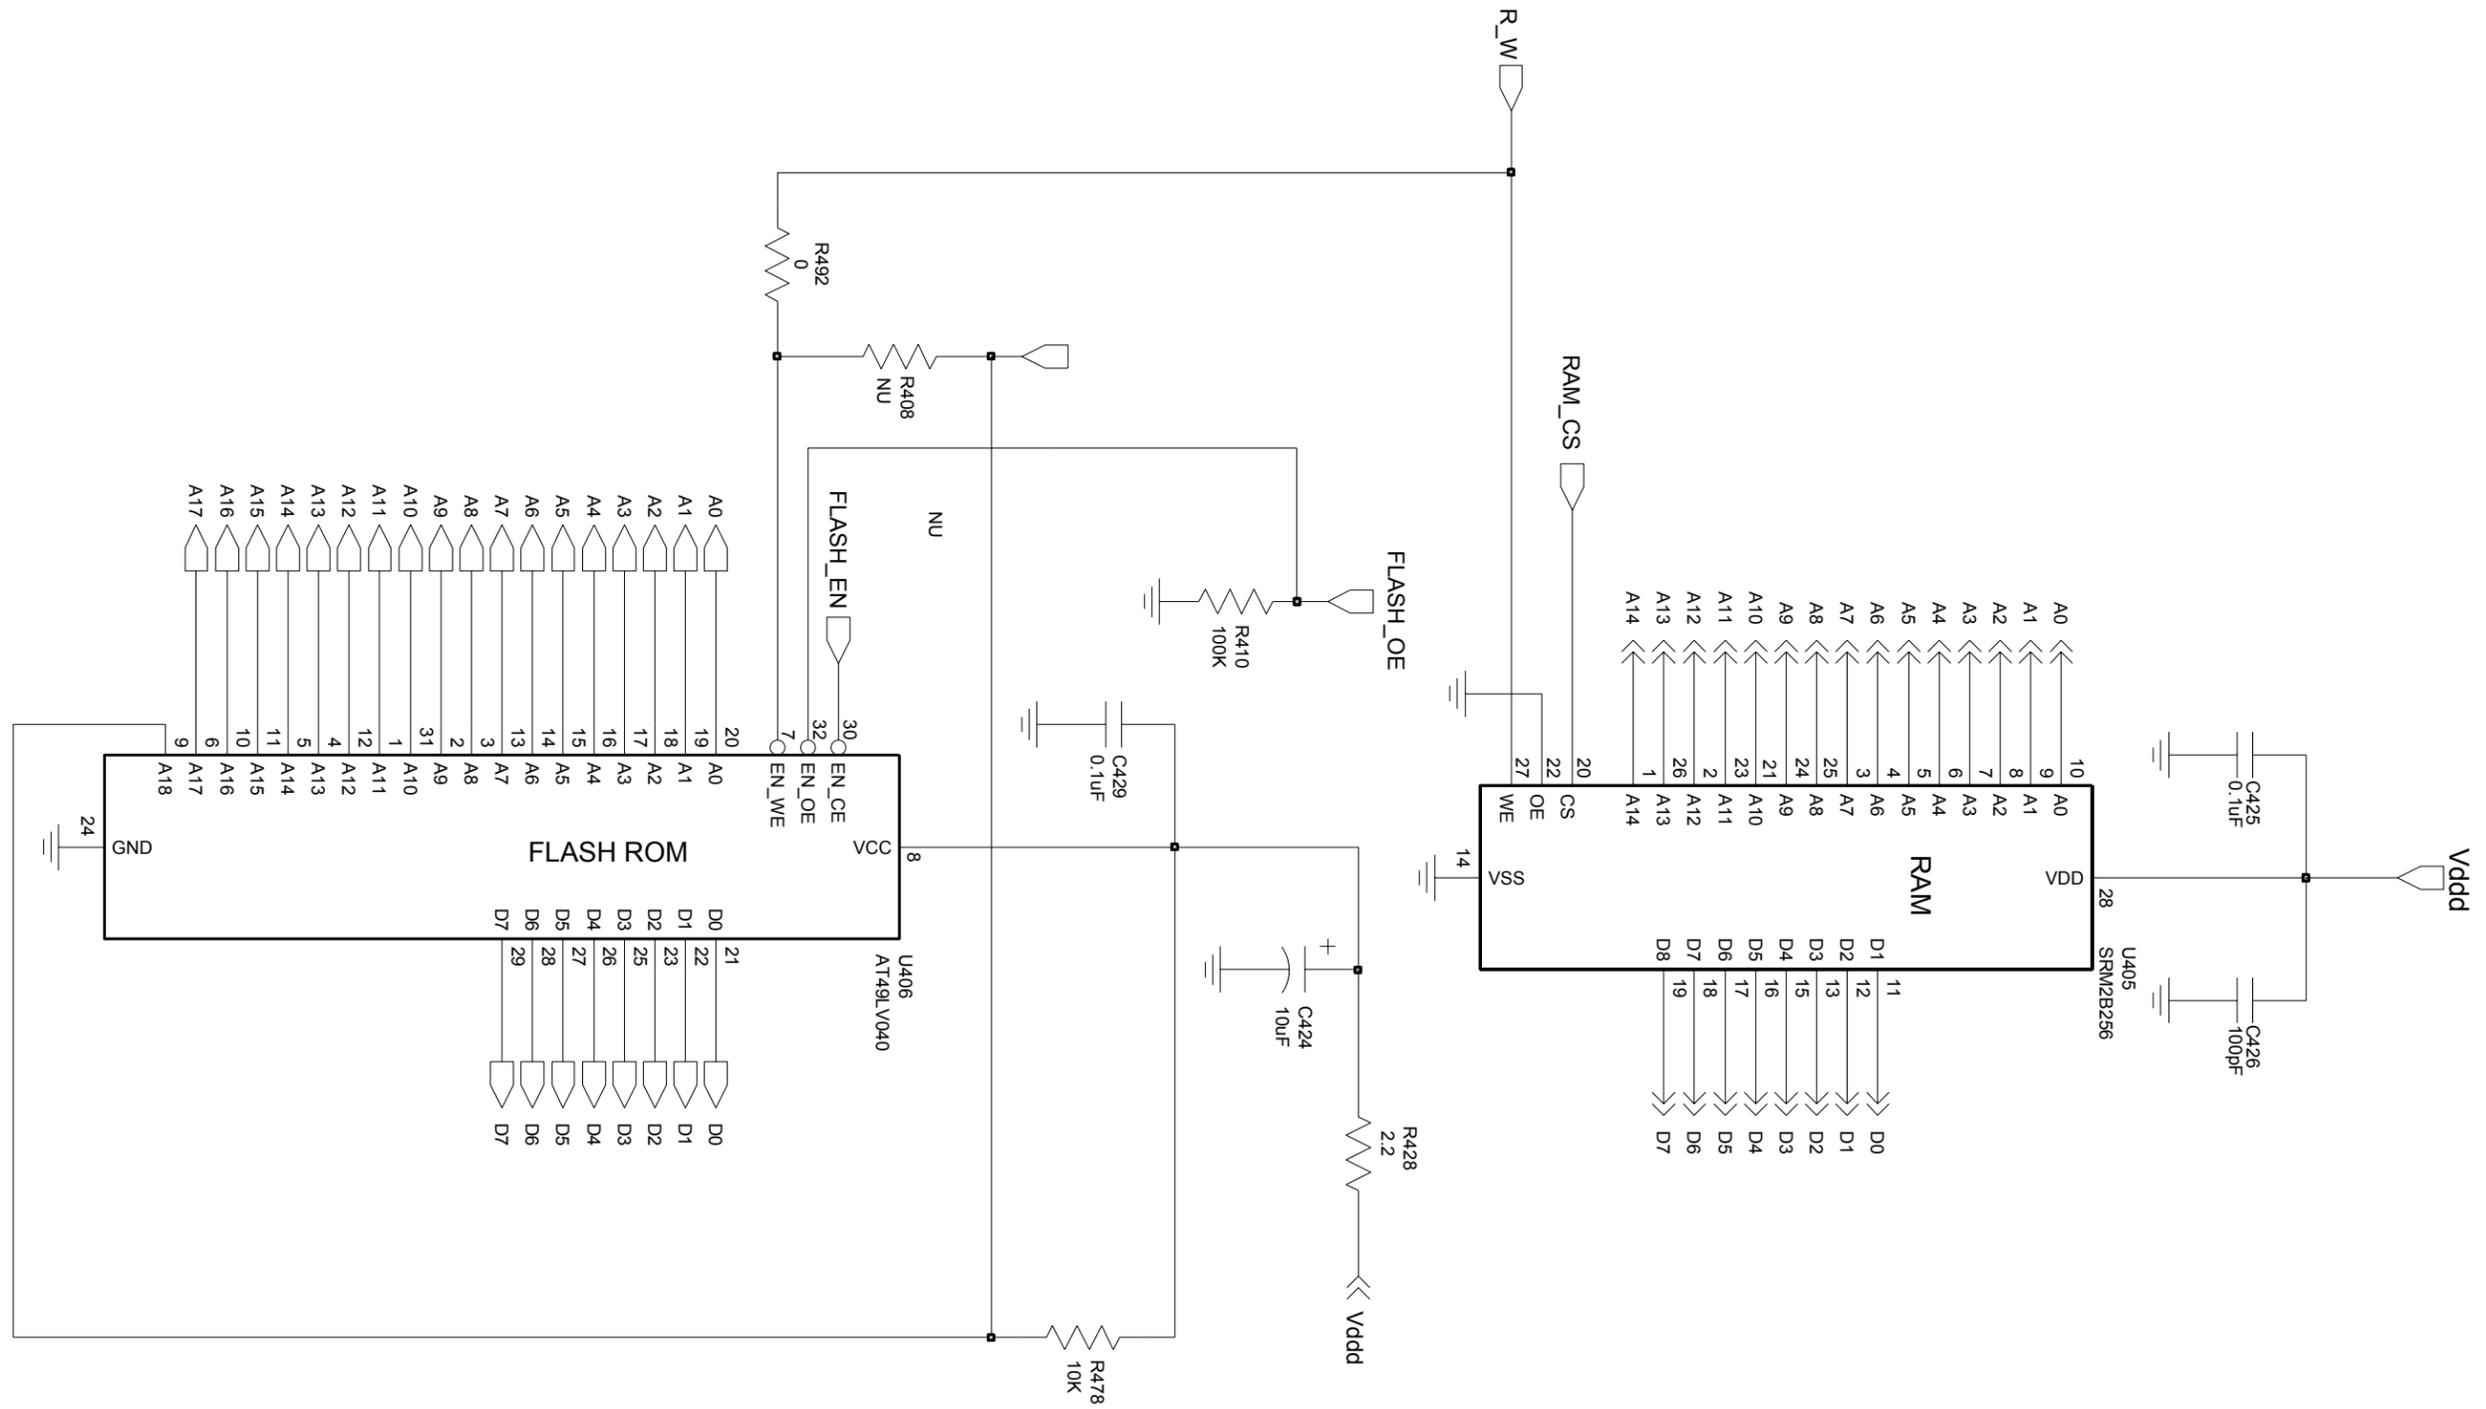 R_W
R492
0
R408
NU
RAM_CS
FLASH_EN
NU
FLASH_OE
R410
100K
A17
A16
A15
A14
A13
A12
A11
A10
A9
A8
A7
A6
A5
A4
A3
A2
A1
A0
9
6
10
11
5
4
12
1
31
2
3
13
14
15
16
17
18
19
20
7
32
30
A18
A17
A16
A15
A14
A13
A12
A11
A10
A9
A8
A7
A6
A5
A4
A3
A2
A1
A0
EN_WE
EN_OE
EN_CE
24
GND
FLASH ROM
VCC
8
D7
D6
D5
D4
D3
D2
D1
D0
29
28
27
26
25
23
22
21
U406
AT49LV040
D7
D6
D5
D4
D3
D2
D1
D0
C429
0.1uF
+
C424
10uF
R428
2.2
Vddd
R478
10K
A14
A13
A12
A11
A10
A9
A8
A7
A6
A5
A4
A3
A2
A1
A0
27
22
20
1
26
2
23
21
24
25
3
4
5
6
7
8
9
10
WE
OE
CS
A14
A13
A12
A11
A10
A9
A8
A7
A6
A5
A4
A3
A2
A1
A0
14
VSS
RAM
VDD
28
D8
D7
D6
D5
D4
D3
D2
D1
19
18
17
16
15
13
12
11
U405
SRM2B256
D7
D6
D5
D4
D3
D2
D1
D0
C425
0.1uF
Vddd
C426
100pF